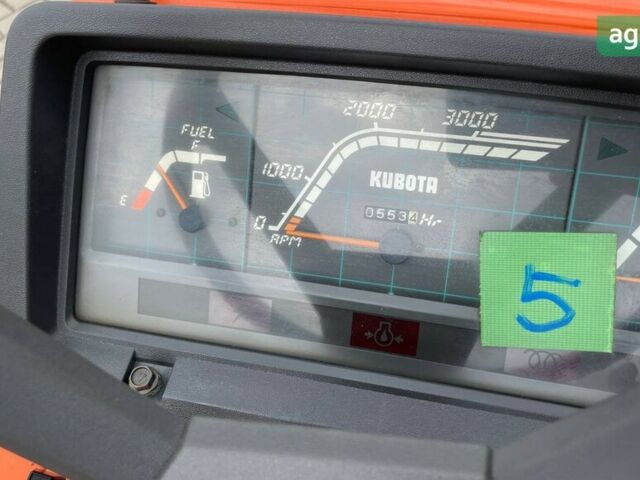 ag
2000
3000
FUEL
F
1000
KUBOTA
E
05534 Hr
0
RPM
5